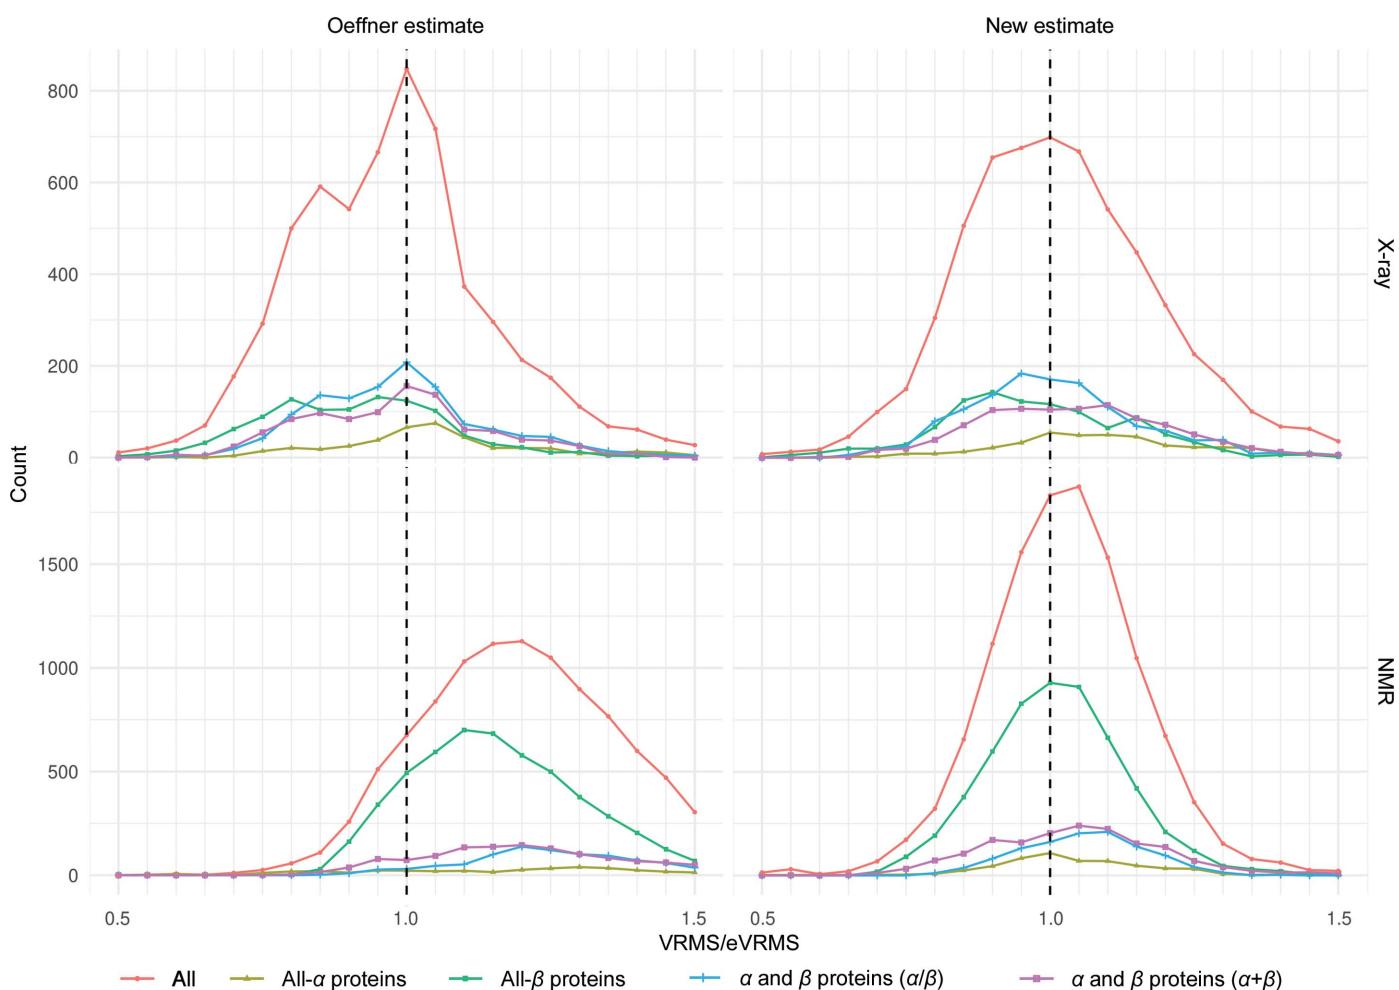 Oeffner estimate New estimate
800
600
400
200
0
X-ray
Count
1500
1000
500
0
NMR
0.5 1.0 1.5 0.5 1.0 1.5
VRMS/eVRMS
All All-α proteins All-β proteins α and β proteins (α/β) α and β proteins (α+β)